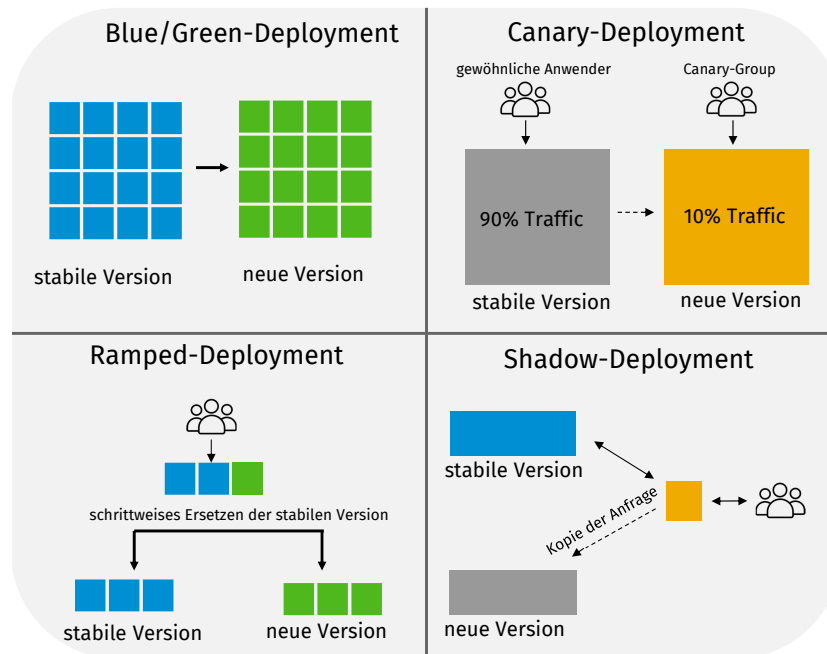 Blue/Green-Deployment
stabile Version
neue Version
Canary-Deployment
gewöhnliche Anwender
Canary-Group
90% Traffic
10% Traffic
stabile Version
neue Version
Ramped-Deployment
schrittweises Ersetzen der stabilen Version
stabile Version
neue Version
Shadow-Deployment
stabile Version
Kopie der Anfrage
neue Version